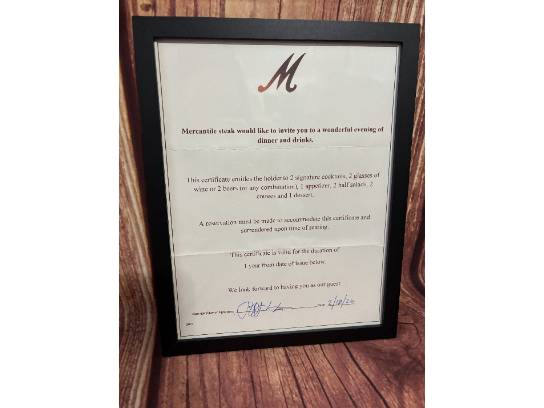 M
Mercantile steak would like to invite you to a wonderful evening of
dinner and drinks.
This certificate entitles the holder to 2 signature cocktails, 2 glasses of
wine or 2 beers (or any combination), 1 appetizer, 2 half salads, 2
entrees and 1 dessert.
A reservation must be made to accommodate this certificate and
surrendered upon time of seating.
This certificate is valid for the duration of
1 year from date of issue below.
We look forward to having you as our guest